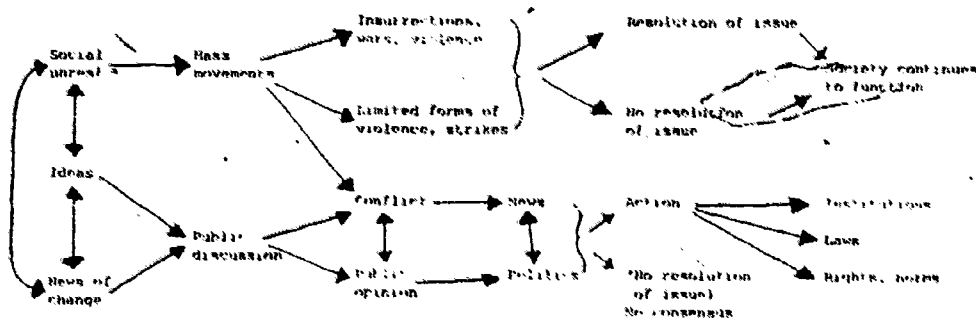 Social
unrest
Mass
movements
Insurrections,
wars, violence
Limited forms of
violence, strikes
Resolution of issue
No resolution
of issue
Society continues
to function
Ideas
News of
change
Public
discussion
Conflict
Public
opinion
News
Politics
Action
(No resolution
of issue)
No consensus
Institutions
Laws
Rights, norms